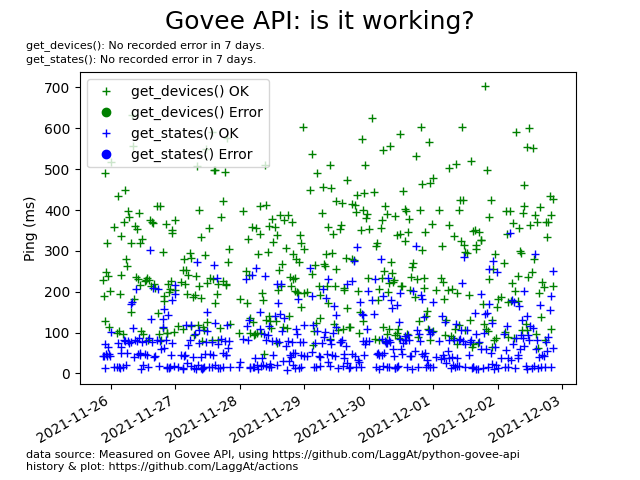 Govee API: is it working?
get_devices(): No recorded error in 7 days.
get_states(): No recorded error in 7 days.
get_devices() OK
get_devices() Error
get_states() OK
get_states() Error
Ping (ms)
700
600
500
400
300
200
100
0
2021-11-26
2021-11-27
2021-11-28
2021-11-29
2021-11-30
2021-12-01
2021-12-02
2021-12-03
data source: Measured on Govee API, using https://github.com/LaggAt/python-govee-api
history & plot: https://github.com/LaggAt/actions